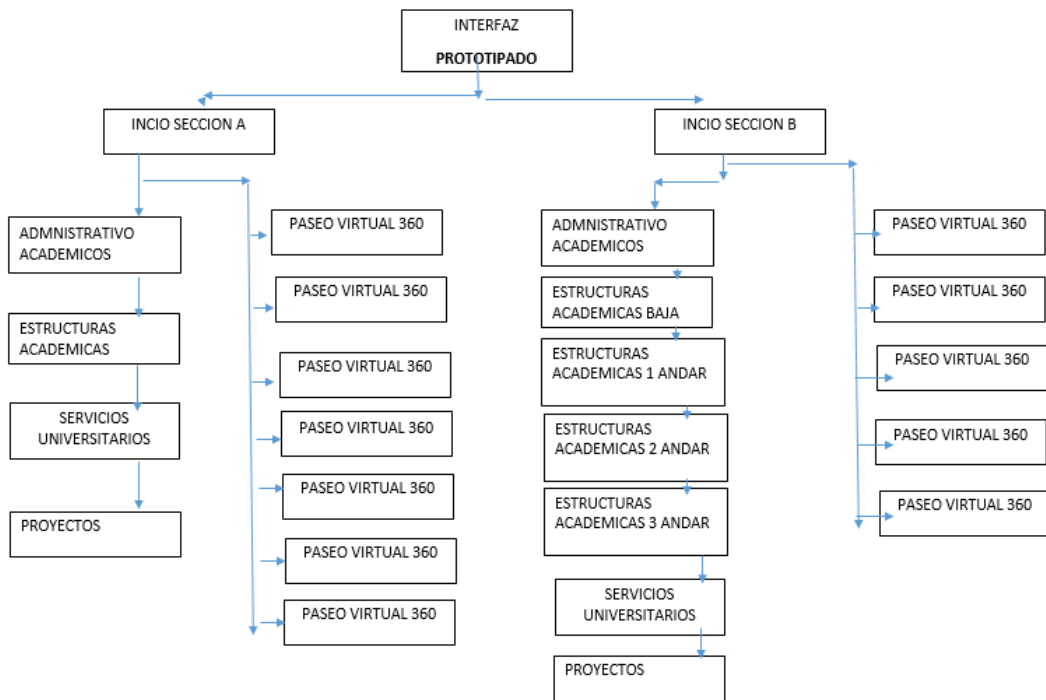 INTERFAZ
PROTOTIPADO
INCIO SECCION A
INCIO SECCION B
ADMNISTRATIVO
ACADEMICOS
ESTRUCTURAS
ACADEMICAS
SERVICIOS
UNIVERSITARIOS
PROYECTOS
PASEO VIRTUAL 360
PASEO VIRTUAL 360
PASEO VIRTUAL 360
PASEO VIRTUAL 360
PASEO VIRTUAL 360
PASEO VIRTUAL 360
PASEO VIRTUAL 360
ADMNISTRATIVO
ACADEMICOS
ESTRUCTURAS
ACADEMICAS BAJA
ESTRUCTURAS
ACADEMICAS 1 ANDAR
ESTRUCTURAS
ACADEMICAS 2 ANDAR
ESTRUCTURAS
ACADEMICAS 3 ANDAR
SERVICIOS
UNIVERSITARIOS
PROYECTOS
PASEO VIRTUAL 360
PASEO VIRTUAL 360
PASEO VIRTUAL 360
PASEO VIRTUAL 360
PASEO VIRTUAL 360